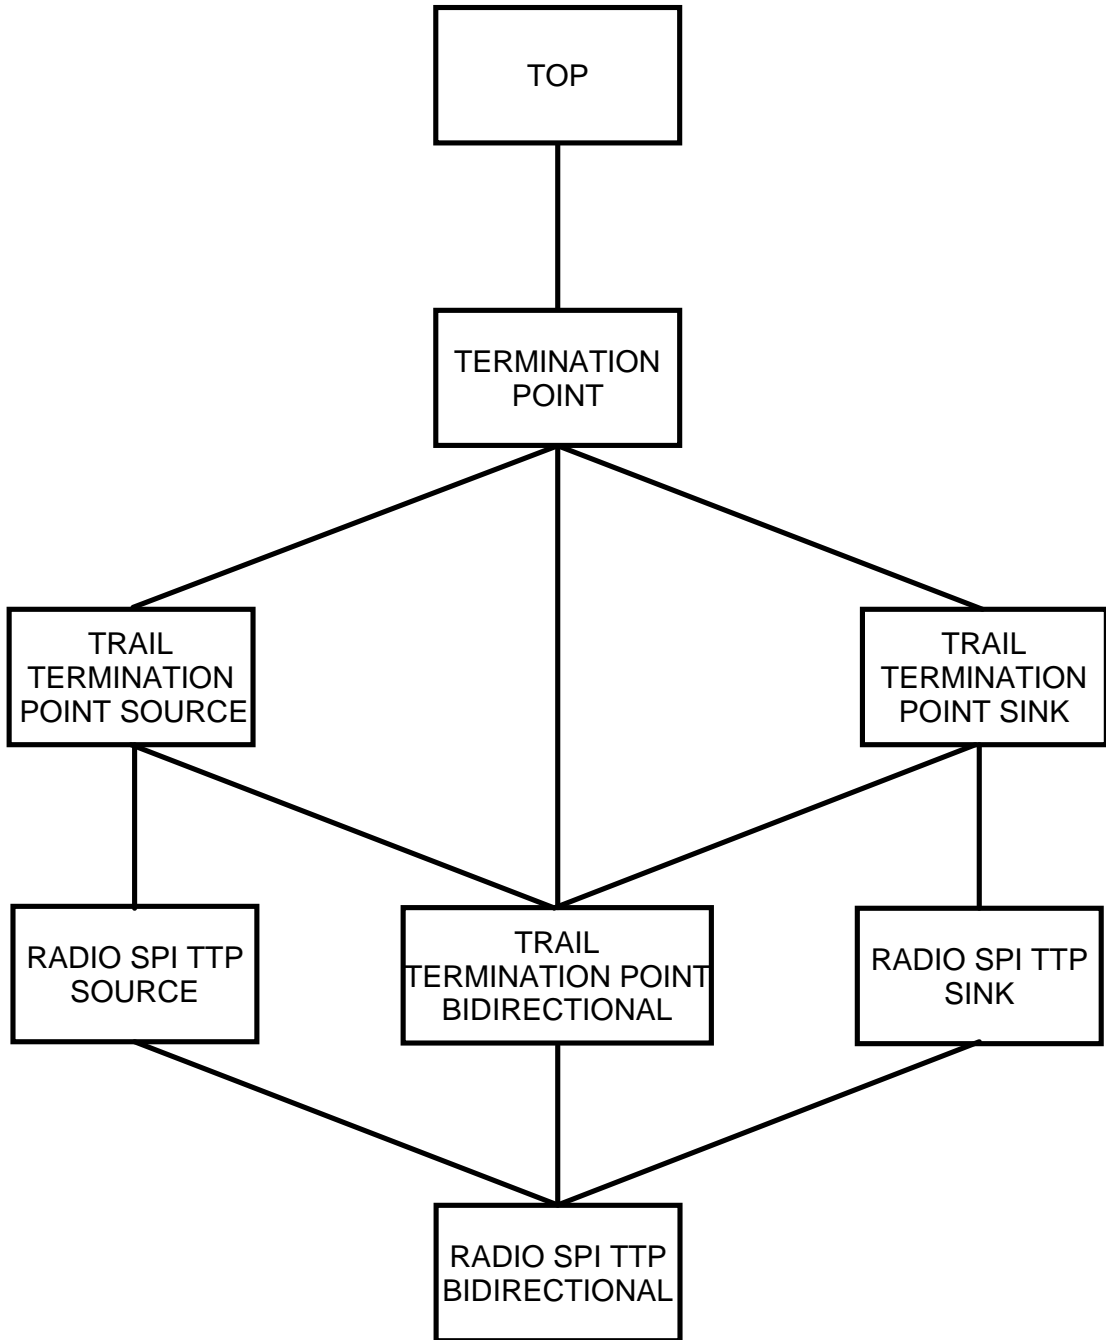 TOP
TERMINATION
POINT
TRAIL
TERMINATION
POINT SOURCE
TRAIL
TERMINATION
POINT SINK
RADIO SPI TTP
SOURCE
TRAIL
TERMINATION POINT
BIDIRECTIONAL
RADIO SPI TTP
SINK
RADIO SPI TTP
BIDIRECTIONAL